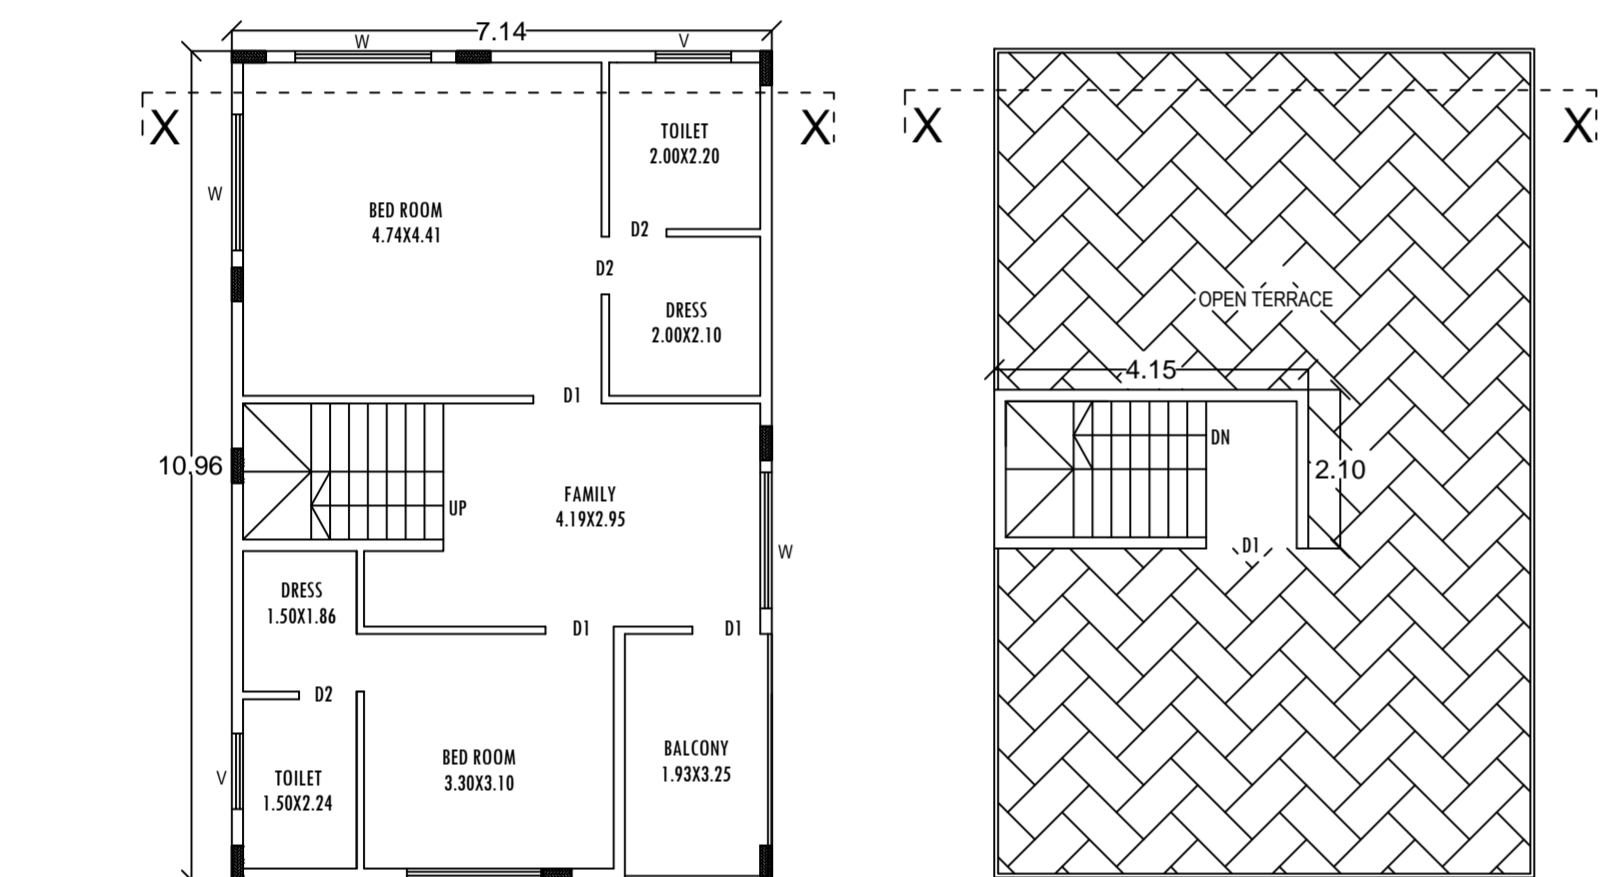 7.14
W
V
X
X
TOILET
2.00X2.20
W
BED ROOM
4.74X4.41
D2
D2
DRESS
2.00X2.10
D1
10.96
UP
FAMILY
4.19X2.95
W
DRESS
1.50X1.86
D1
D1
D2
V
TOILET
1.50X2.24
BED ROOM
3.30X3.10
BALCONY
1.93X3.25
X
X
OPEN TERRACE
4.15
DN
2.10
D1